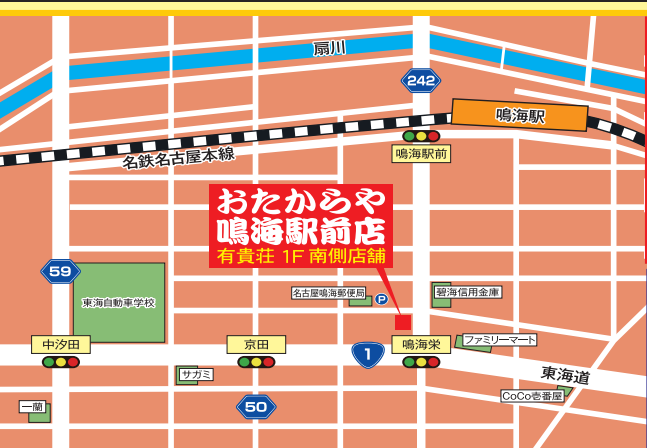 扇川
242
鳴海駅
名鉄名古屋本線
鳴海駅前
おたからや
鳴海駅前店
有貴荘 1F 南側店舗
59
東海自動車学校
名古屋鳴海郵便局
P
碧海信用金庫
中汐田
京田
1
鳴海栄
ファミリーマート
サガミ
東海道
CoCo壱番屋
一蘭
50